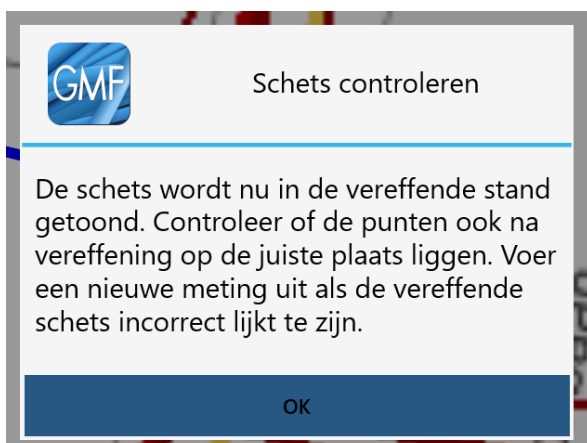 GMF
Schets controleren
De schets wordt nu in de vereffende stand
getoond. Controleer of de punten ook na
vereffening op de juiste plaats liggen. Voer
een nieuwe meting uit als de vereffende
schets incorrect lijkt te zijn.
OK